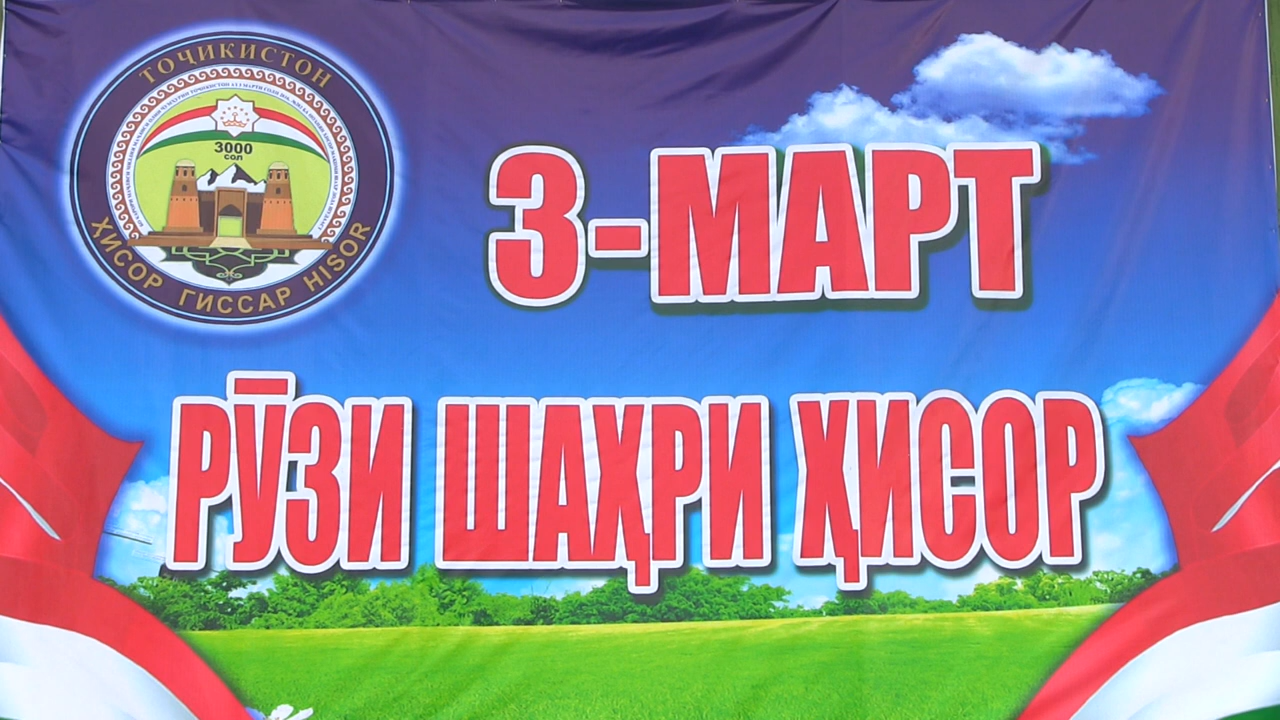 ТОҶИКИСТОН
3000
СОЛ
ҲИСОР ГИССАР HISOR
3-МАРТ
РӮЗИ ШАҲРИ ҲИСОР